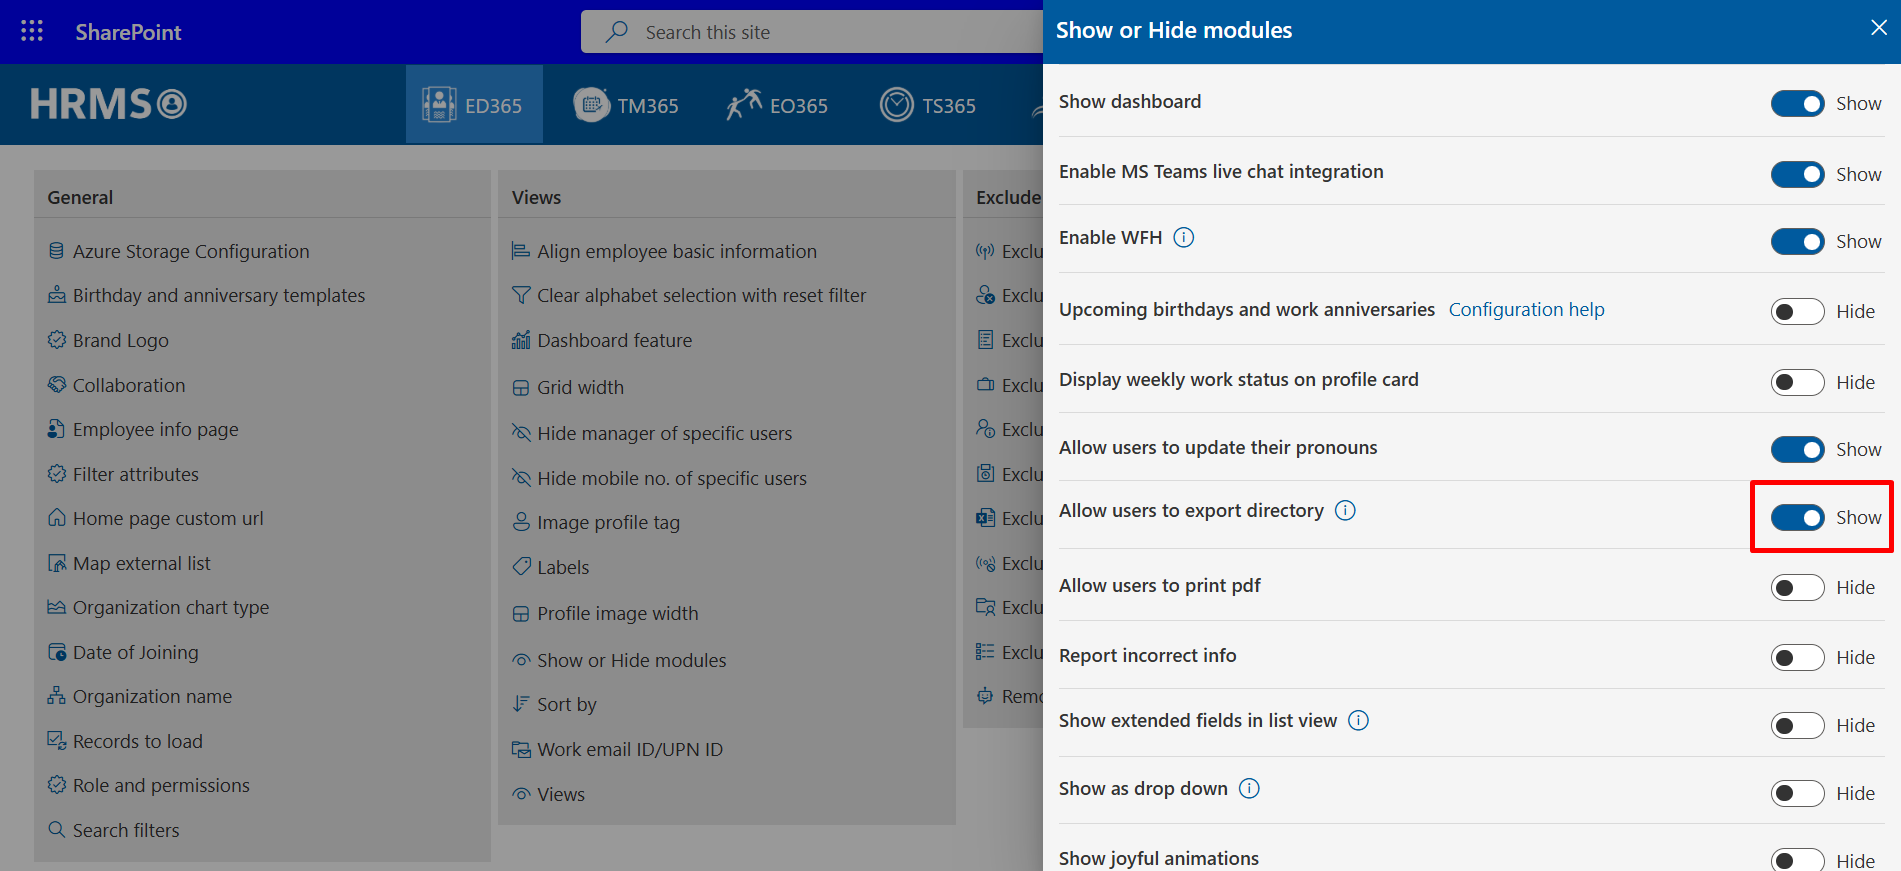 SharePoint
Search this site
HRMS
ED365
TM365
EO365
TS365
General
Azure Storage Configuration
Birthday and anniversary templates
Brand Logo
Collaboration
Employee info page
Filter attributes
Home page custom url
Map external list
Organization chart type
Date of Joining
Organization name
Records to load
Role and permissions
Search filters
Views
Align employee basic information
Clear alphabet selection with reset filter
Dashboard feature
Grid width
Hide manager of specific users
Hide mobile no. of specific users
Image profile tag
Labels
Profile image width
Show or Hide modules
Sort by
Work email ID/UPN ID
Views
Exclude
Exclu
Exclu
Exclu
Exclu
Exclu
Exclu
Exclu
Exclu
Exclu
Exclu
Remo
Show or Hide modules
Show dashboard Show
Enable MS Teams live chat integration Show
Enable WFH Show
Upcoming birthdays and work anniversaries Configuration help Hide
Display weekly work status on profile card Hide
Allow users to update their pronouns Show
Allow users to export directory Show
Allow users to print pdf Hide
Report incorrect info Hide
Show extended fields in list view Hide
Show as drop down Hide
Show joyful animations Hide